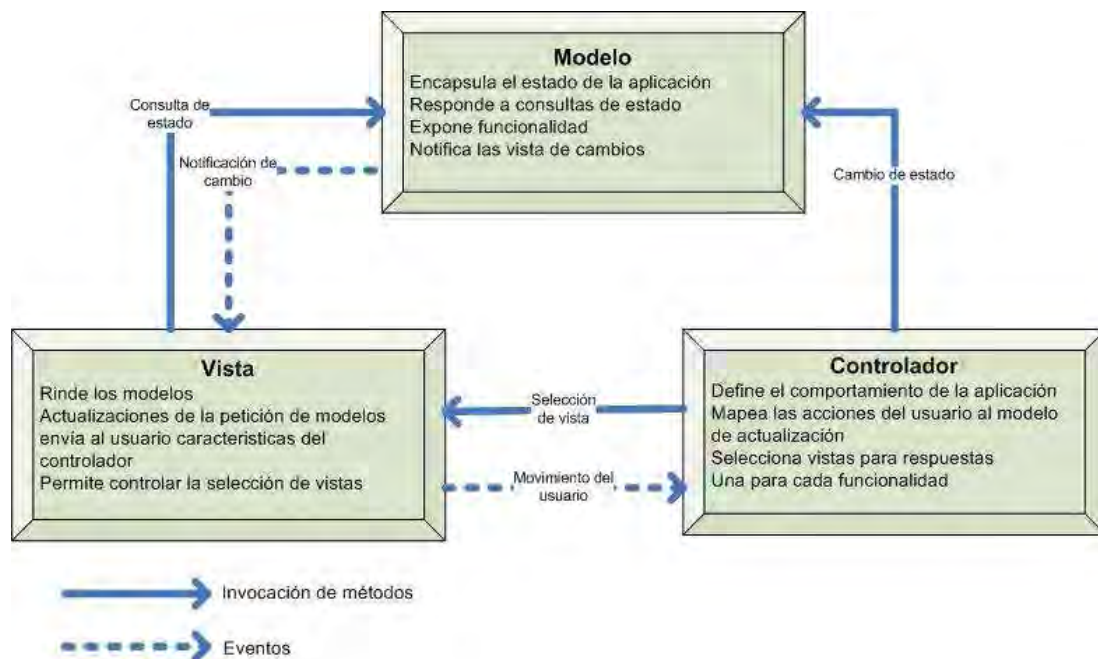 Modelo
Encapsula el estado de la aplicación
Responde a consultas de estado
Expone funcionalidad
Notifica las vista de cambios
Consulta de
estado
Notificación de
cambio
Cambio de estado
Vista
Rinde los modelos
Actualizaciones de la petición de modelos
envia al usuario caracteristicas del
controlador
Permite controlar la selección de vistas
Selección
de vista
Movimiento del
usuario
Controlador
Define el comportamiento de la aplicación
Mapea las acciones del usuario al modelo
de actualización
Selecciona vistas para respuestas
Una para cada funcionalidad
Invocación de métodos
Eventos